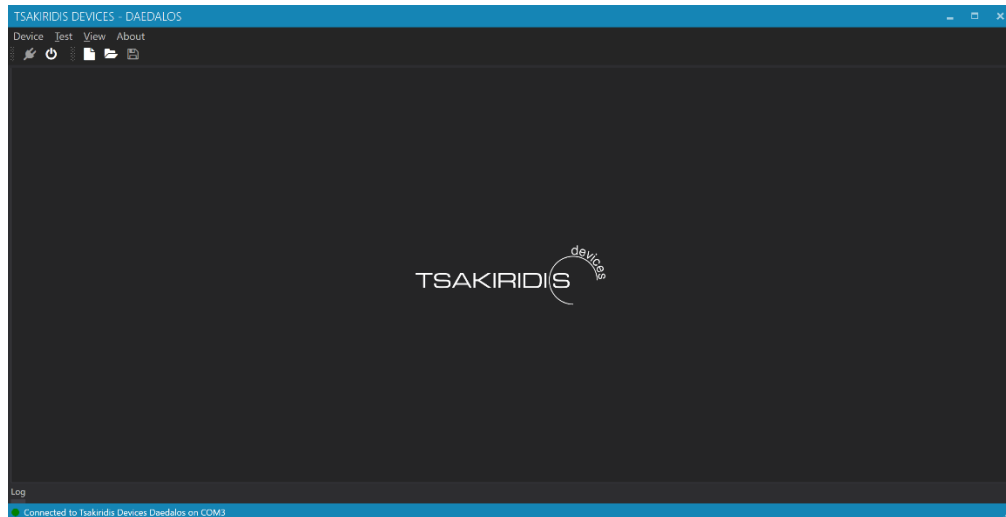 TSAKIRIDIS DEVICES - DAEDALOS
Device Test View About
devices
TSAKIRIDIS
Log
Connected to Tsakiridis Devices Daedalos on COM3